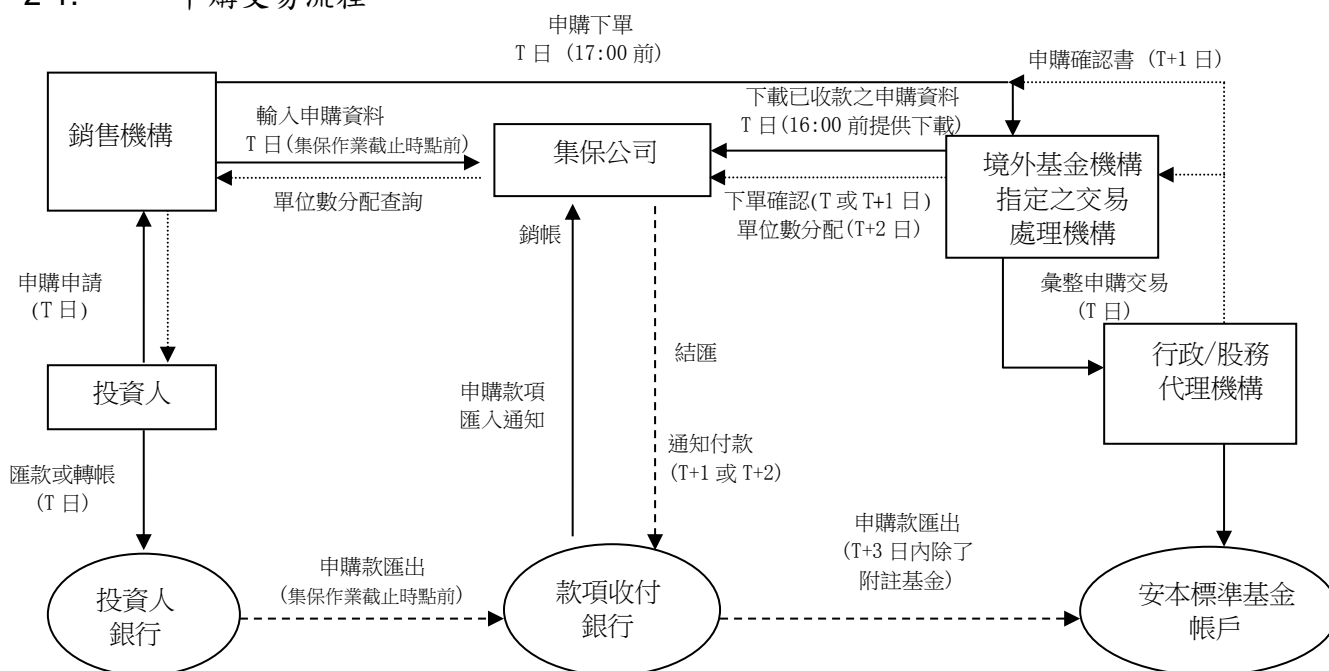 2-1. 申購交易流程
申購下單
T 日 (17:00 前)
申購確認書 (T+1 日)
銷售機構
輸入申購資料
T 日(集保作業截止時點前)
單位數分配查詢
集保公司
下載已收款之申購資料
T 日(16:00 前提供下載)
下單確認(T 或 T+1 日)
單位數分配(T+2 日)
境外基金機構
指定之交易
處理機構
申購申請
(T 日)
銷帳
彙整申購交易
(T 日)
投資人
申購款項
匯入通知
結匯
行政/股務
代理機構
匯款或轉帳
(T 日)
通知付款
(T+1 或 T+2)
投資人
銀行
申購款匯出
(集保作業截止時點前)
款項收付
銀行
申購款匯出
(T+3 日內除了
附註基金)
安本標準基金
帳戶